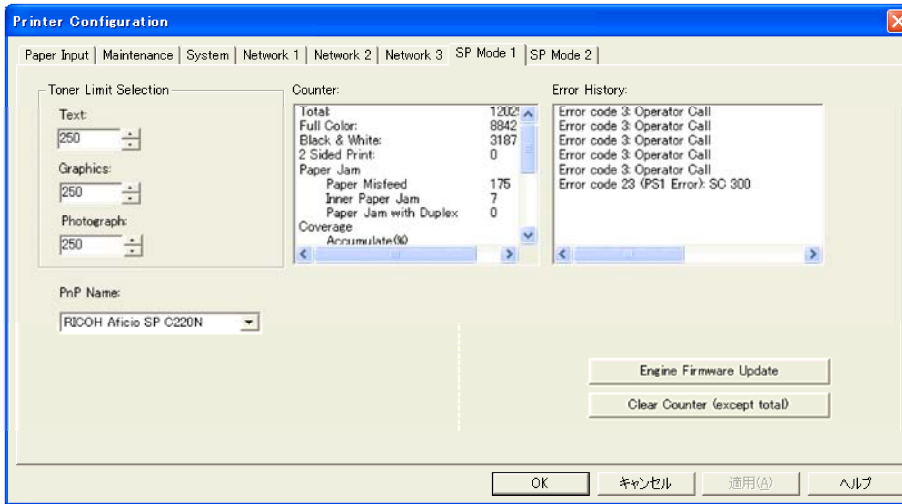 Printer Configuration
Paper Input | Maintenance | System | Network 1 | Network 2 | Network 3 | SP Mode 1 | SP Mode 2
Toner Limit Selection
Text:
250
Graphics:
250
Photograph:
250
PnP Name:
RICOH Aficio SP C220N
Counter:
Total:
Full Color: 8842
Black & White: 3187
2 Sided Print: 0
Paper Jam
Paper Misfeed 175
Inner Paper Jam 7
Paper Jam with Duplex 0
Coverage
Accumulate(%)
Error History:
Error code 3: Operator Call
Error code 3: Operator Call
Error code 3: Operator Call
Error code 3: Operator Call
Error code 3: Operator Call
Error code 23 (PS1 Error): SC 300
Engine Firmware Update
Clear Counter (except total)
OK
キャンセル
適用(A)
ヘルプ